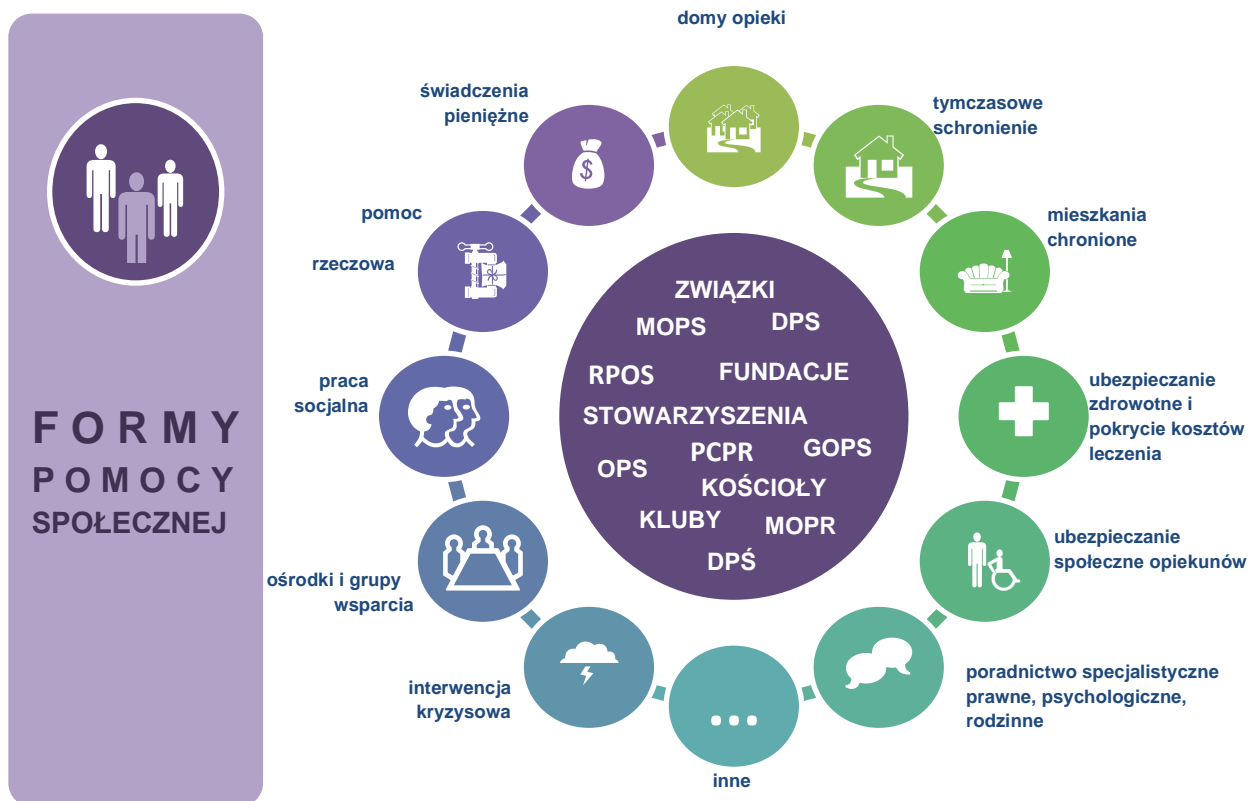 FORMY
POMOCY
SPOŁECZNEJ
domy opieki
tymczasowe
schronienie
mieszkania
chronione
ubezpieczanie
zdrowotne i
pokrycie kosztów
leczenia
ubezpieczanie
społeczne opiekunów
poradnictwo specjalistyczne
prawne, psychologiczne,
rodzinne
...
inne
interwencja
kryzysowa
ośrodki i grupy
wsparcia
praca
socjalna
pomoc
rzeczowa
świadczenia
pieniężne
$
ZWIĄZKI
MOPS DPS
RPOS FUNDACJE
STOWARZYSZENIA
PCPR GOPS
OPS
KOŚCIOŁY
KLUBY MOPR
DPŚ